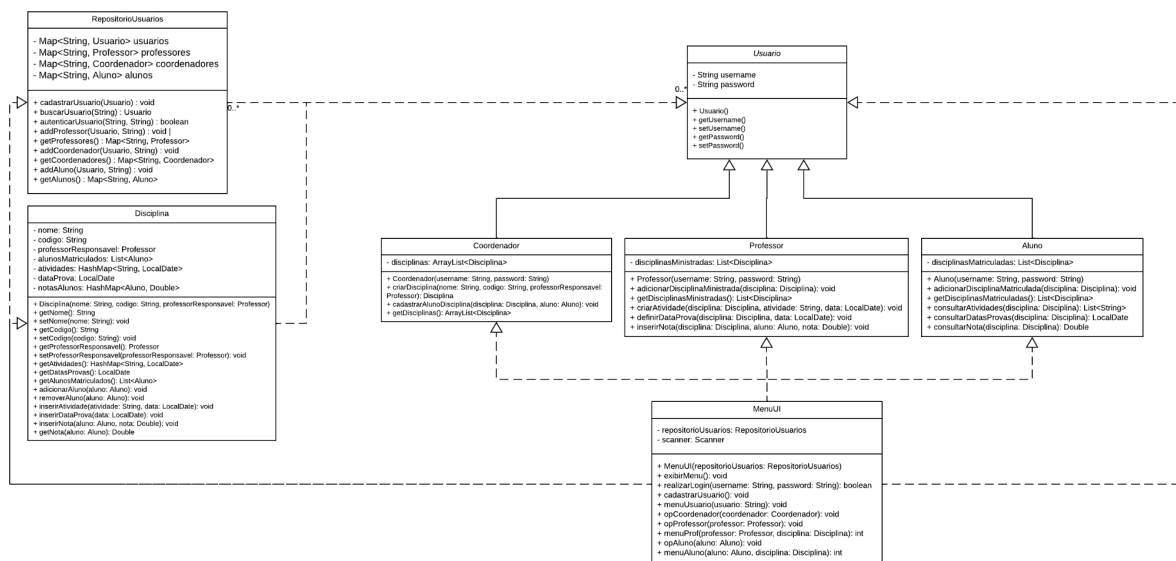 RepositorioUsuarios
- Map<String, Usuario> usuarios
- Map<String, Professor> professores
- Map<String, Coordenador> coordenadores
- Map<String, Aluno> alunos
+ cadastrarUsuario(Usuario) : void
+ buscarUsuario(String) : Usuario
+ autenticarUsuario(String, String) : boolean
+ addProfessor(Usuario, String) : void |
+ getProfessores() : Map<String, Professor>
+ addCoordenador(Usuario, String) : void
+ getCoordenadores() : Map<String, Coordenador>
+ addAluno(Usuario, String) : void
+ getAlunos() : Map<String, Aluno>
0..*
0..*
Usuario
- String username
- String password
+ Usuario()
+ getUsername()
+ setUsername()
+ getPassword()
+ setPassword()
Disciplina
- nome: String
- codigo: String
- professorResponsavel: Professor
- alunosMatriculados: List<Aluno>
- atividades: HashMap<String, LocalDate>
- dataProva: LocalDate
- notasAlunos: HashMap<Aluno, Double>
+ Disciplina(nome: String, codigo: String, professorResponsavel: Professor)
+ getNome(): String
+ setNome(nome: String): void
+ getCodigo(): String
+ setCodigo(codigo: String): void
+ getProfessorResponsavel(): Professor
+ setProfessorResponsavel(professorResponsavel: Professor): void
+ getAtividades(): HashMap<String, LocalDate>
+ getDatasProvas(): LocalDate
+ getAlunosMatriculados(): List<Aluno>
+ adicionarAluno(aluno: Aluno): void
+ removerAluno(aluno: Aluno): void
+ inserirAtividade(atividade: String, data: LocalDate): void
+ inserirDataProva(data: LocalDate): void
+ inserirNota(aluno: Aluno, nota: Double): void
+ getNota(aluno: Aluno): Double
Coordenador
- disciplinas: ArrayList<Disciplina>
+ Coordenador(username: String, password: String)
+ criarDisciplina(nome: String, codigo: String, professorResponsavel:
Professor): Disciplina
+ cadastrarAlunoDisciplina(disciplina: Disciplina, aluno: Aluno): void
+ getDisciplinas(): ArrayList<Disciplina>
Professor
- disciplinasMinistradas: List<Disciplina>
+ Professor(username: String, password: String)
+ adicionarDisciplinaMinistrada(disciplina: Disciplina): void
+ getDisciplinasMinistradas(): List<Disciplina>
+ criarAtividade(disciplina: Disciplina, atividade: String, data: LocalDate): void
+ definirDataProva(disciplina: Disciplina, data: LocalDate): void
+ inserirNota(disciplina: Disciplina, aluno: Aluno, nota: Double): void
Aluno
- disciplinasMatriculadas: List<Disciplina>
+ Aluno(username: String, password: String)
+ adicionarDisciplinaMatriculada(disciplina: Disciplina): void
+ getDisciplinasMatriculadas(): List<Disciplina>
+ consultarAtividades(disciplina: Disciplina): List<String>
+ consultarDatasProvas(disciplina: Disciplina): LocalDate
+ consultarNota(disciplina: Disciplina): Double
MenuUI
- repositorioUsuarios: RepositorioUsuarios
- scanner: Scanner
+ MenuUI(repositorioUsuarios: RepositorioUsuarios)
+ exibirMenu(): void
+ realizarLogin(username: String, password: String): boolean
+ cadastrarUsuario(): void
+ menuUsuario(usuario: String): void
+ opCoordenador(coordenador: Coordenador): void
+ opProfessor(professor: Professor): void
+ menuProf(professor: Professor, disciplina: Disciplina): int
+ opAluno(aluno: Aluno): void
+ menuAluno(aluno: Aluno, disciplina: Disciplina): int